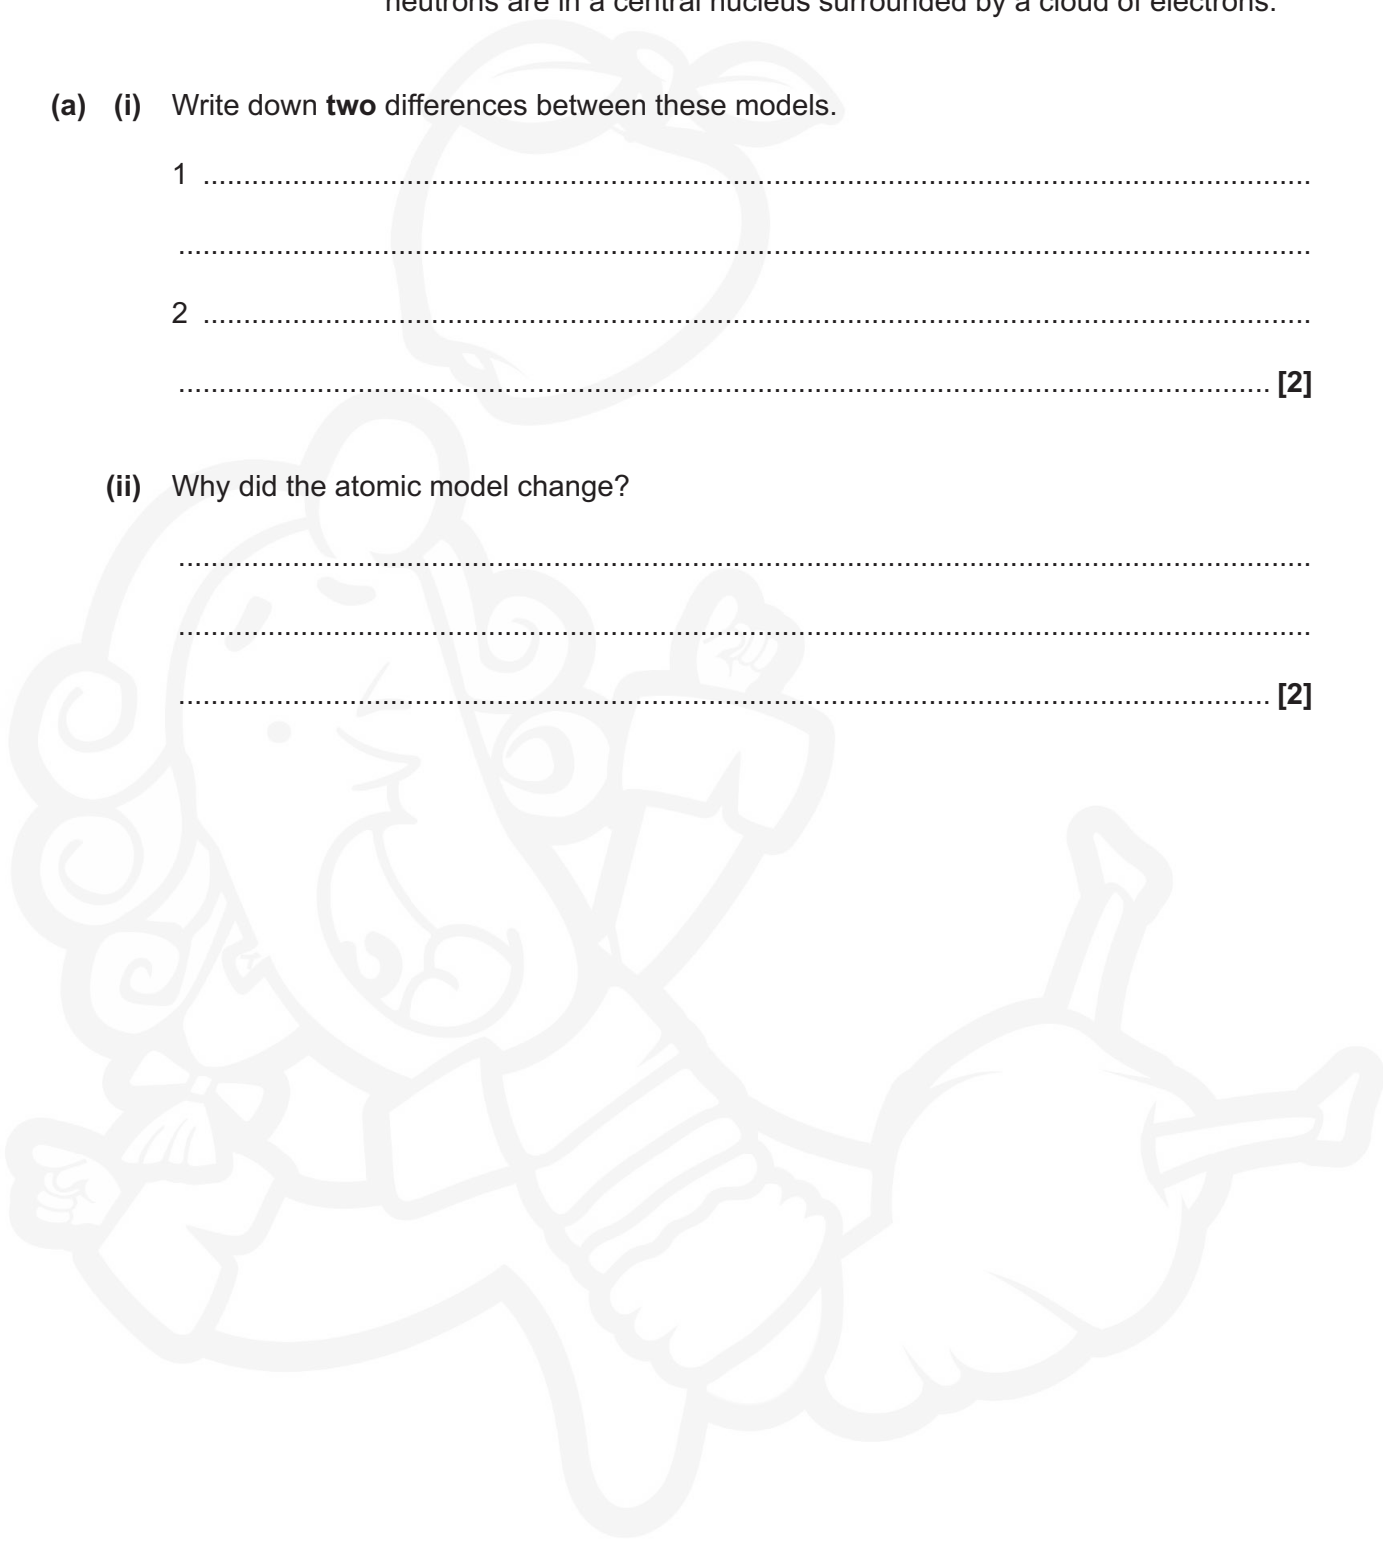 neutrons are in a central nucleus surrounded by a cloud of electrons.
(a) (i) Write down two differences between these models.
1 ..........................................................................................................................................
..........................................................................................................................................
2 ..........................................................................................................................................
.......................................................................................................................................... [2]
(ii) Why did the atomic model change?
..........................................................................................................................................
..........................................................................................................................................
.......................................................................................................................................... [2]